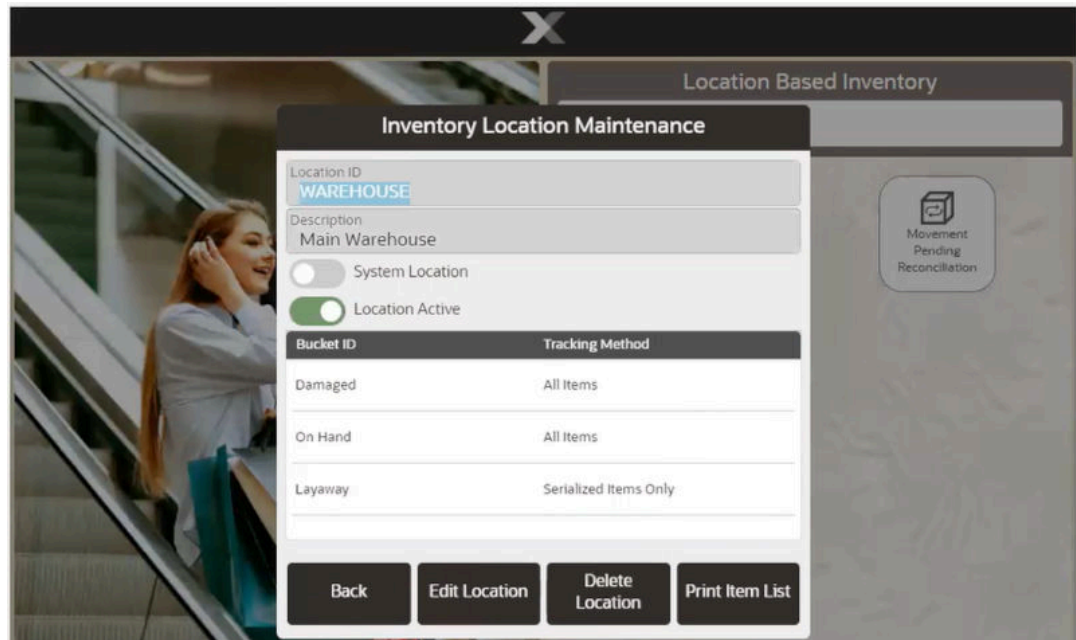 Location Based Inventory
Inventory Location Maintenance
Location ID
WAREHOUSE
Description
Main Warehouse
System Location
Location Active
Bucket ID Tracking Method
Damaged All Items
On Hand All Items
Layaway Serialized Items Only
Back Edit Location Delete Location Print Item List
Movement
Pending
Reconciliation